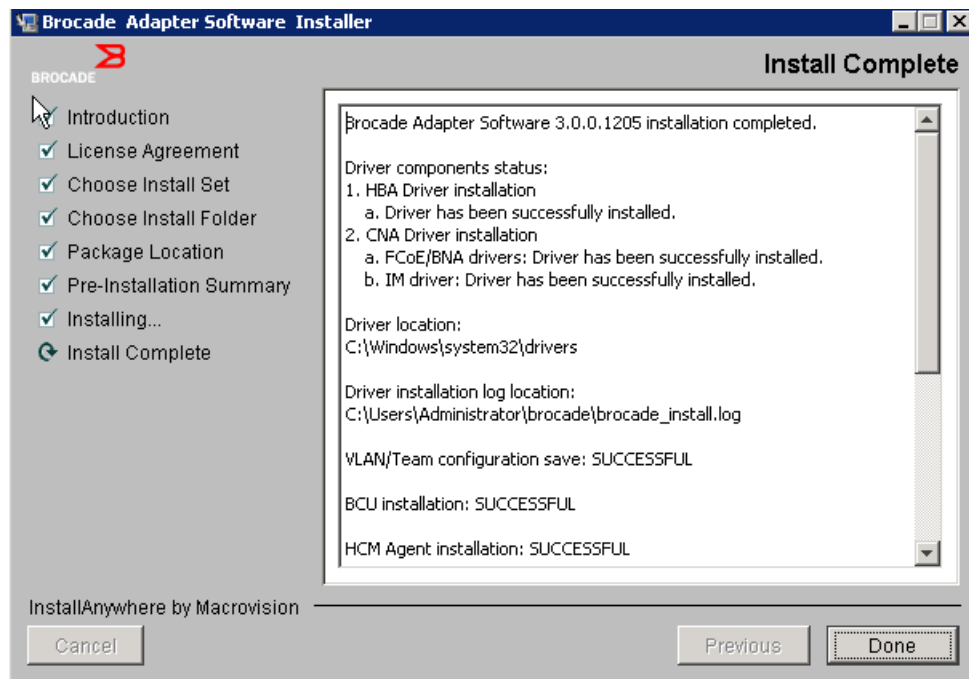 Brocade Adapter Software Installer
BROCADE
Install Complete
Introduction
License Agreement
Choose Install Set
Choose Install Folder
Package Location
Pre-Installation Summary
Installing...
Install Complete
Brocade Adapter Software 3.0.0.1205 installation completed.
Driver components status:
1. HBA Driver installation
a. Driver has been successfully installed.
2. CNA Driver installation
a. FCoE/BNA drivers: Driver has been successfully installed.
b. IM driver: Driver has been successfully installed.
Driver location:
C:\Windows\system32\drivers
Driver installation log location:
C:\Users\Administrator\brocade\brocade_install.log
VLAN/Team configuration save: SUCCESSFUL
BCU installation: SUCCESSFUL
HCM Agent installation: SUCCESSFUL
InstallAnywhere by Macrovision
Cancel
Previous
Done